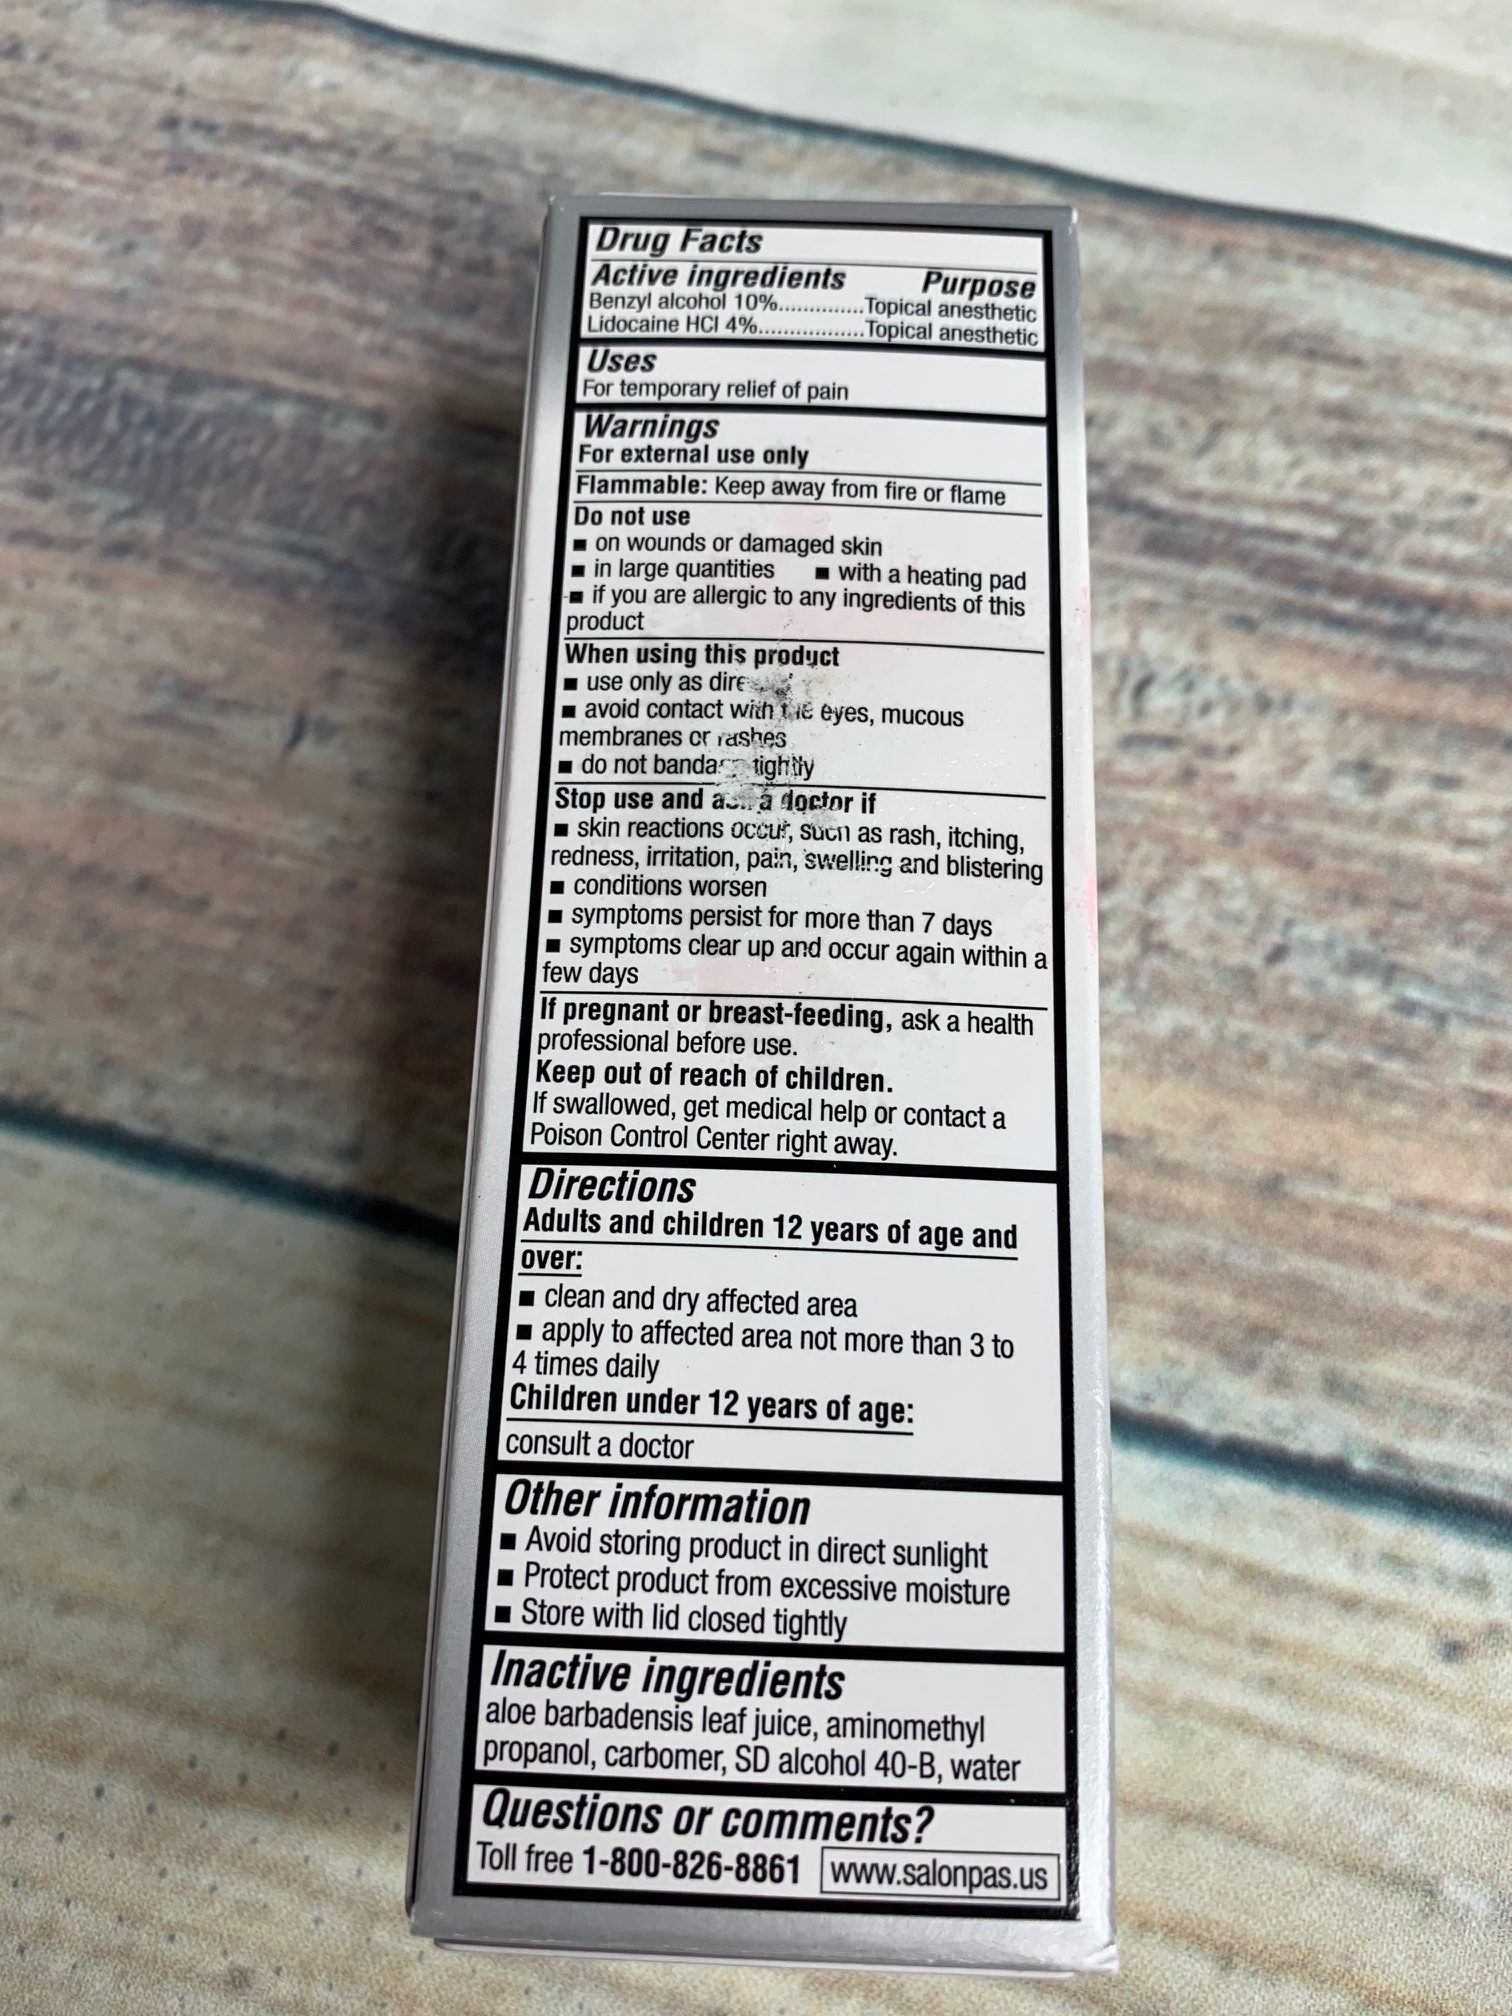 Drug Facts
Active ingredients Purpose
Benzyl alcohol 10%..............Topical anesthetic
Lidocaine HCl 4%.................Topical anesthetic
Uses
For temporary relief of pain
Warnings
For external use only
Flammable: Keep away from fire or flame
Do not use
■ on wounds or damaged skin
■ in large quantities ■ with a heating pad
■ if you are allergic to any ingredients of this
product
When using this product
■ use only as
■ avoid contact with the eyes, mucous
membranes or rashes
■ do not tightly
Stop use and a doctor if
■ skin reactions occur, such as rash, itching,
redness, irritation, pain, swelling and blistering
■ conditions worsen
■ symptoms persist for more than 7 days
■ symptoms clear up and occur again within a
few days
If pregnant or breast-feeding, ask a health
professional before use.
Keep out of reach of children.
If swallowed, get medical help or contact a
Poison Control Center right away.
Directions
Adults and children 12 years of age and
over:
■ clean and dry affected area
■ apply to affected area not more than 3 to
4 times daily
Children under 12 years of age:
consult a doctor
Other information
■ Avoid storing product in direct sunlight
■ Protect product from excessive moisture
■ Store with lid closed tightly
Inactive ingredients
aloe barbadensis leaf juice, aminomethyl
propanol, carbomer, SD alcohol 40-B, water
Questions or comments?
Toll free 1-800-826-8861 www.salonpas.us